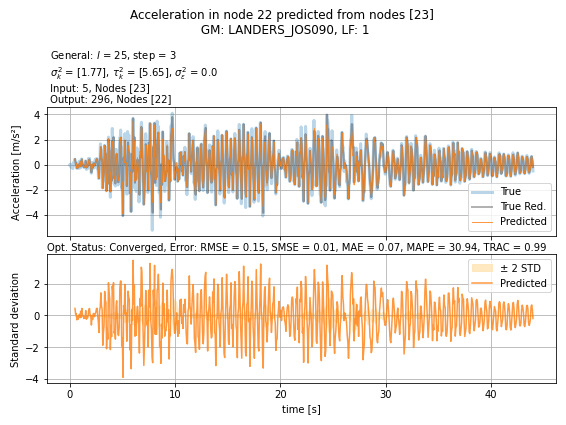 Acceleration in node 22 predicted from nodes [23]
GM: LANDERS_JOS090, LF: 1
General: l = 25, step = 3
σ²ₖ = [1.77], τ²ₖ = [5.65], σ²ₑ = 0.0
Input: 5, Nodes [23]
Output: 296, Nodes [22]
Acceleration [m/s²]
4
2
0
−2
−4
True
True Red.
Predicted
Opt. Status: Converged, Error: RMSE = 0.15, SMSE = 0.01, MAE = 0.07, MAPE = 30.94, TRAC = 0.99
Standard deviation
2
0
−2
−4
± 2 STD
Predicted
0
10
20
30
40
time [s]